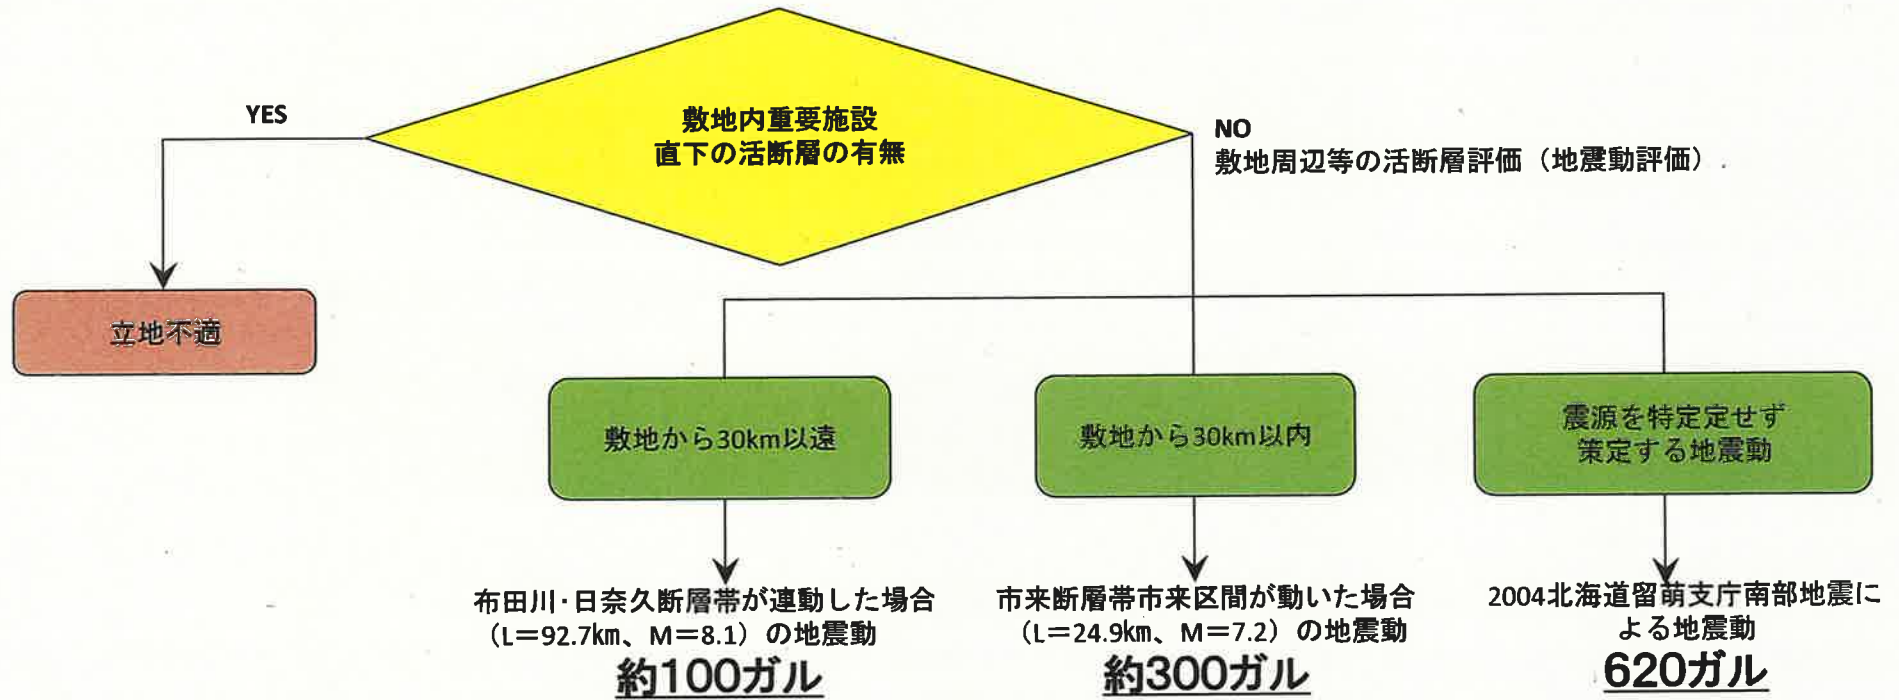 敷地内重要施設
直下の活断層の有無
YES
NO
敷地周辺等の活断層評価（地震動評価）
立地不適
敷地から30km以遠
敷地から30km以内
震源を特定定せず
策定する地震動
布田川･日奈久断層帯が連動した場合
（L＝92.7㎞、M＝8.1）の地震動
約100ガル
市来断層帯市来区間が動いた場合
（L＝24.9㎞、M＝7.2）の地震動
約300ガル
2004北海道留萌支庁南部地震に
よる地震動
620ガル